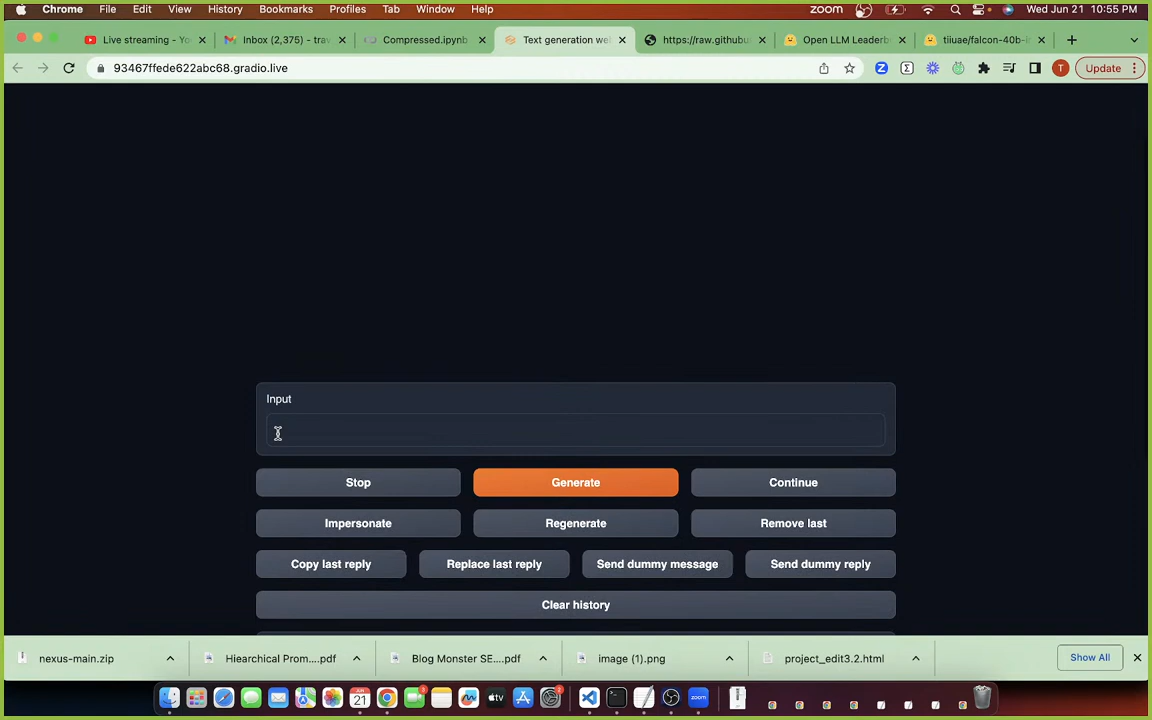 Chrome File Edit View History Bookmarks Profiles Tab Window Help zoom Wed Jun 21 10:55 PM
Live streaming - Yo Inbox (2,375) - trav Compressed.ipynb Text generation we https://raw.githubu Open LLM Leaderb tiiuae/falcon-40b-i
93467ffede622abc68.gradio.live T Update
Input
Stop Generate Continue
Impersonate Regenerate Remove last
Copy last reply Replace last reply Send dummy message Send dummy reply
Clear history
nexus-main.zip Hiearchical Prom....pdf Blog Monster SE....pdf image (1).png project_edit3.2.html Show All
21 tv zoom